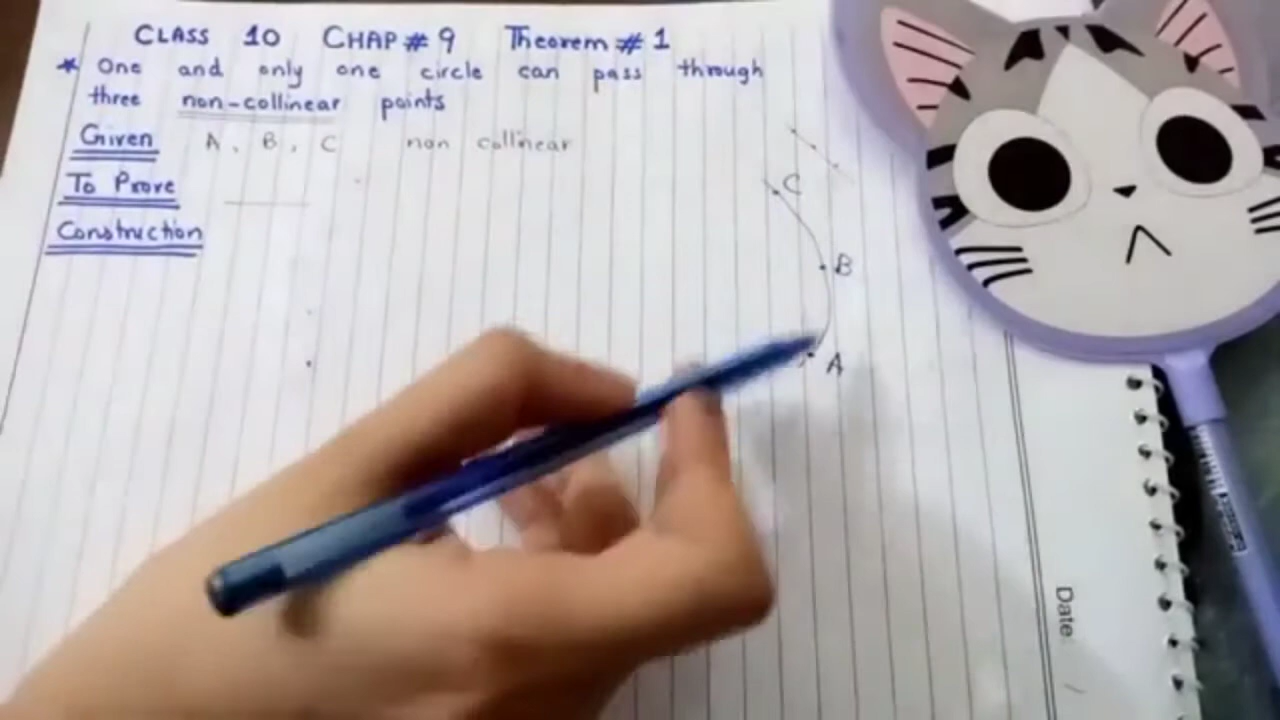 CLASS 10 CHAP # 9 Theorem # 1
* One and only one circle can pass through
three non-collinear points
Given A, B, C non collinear
To Prove
Construction
C
B
A
Date: